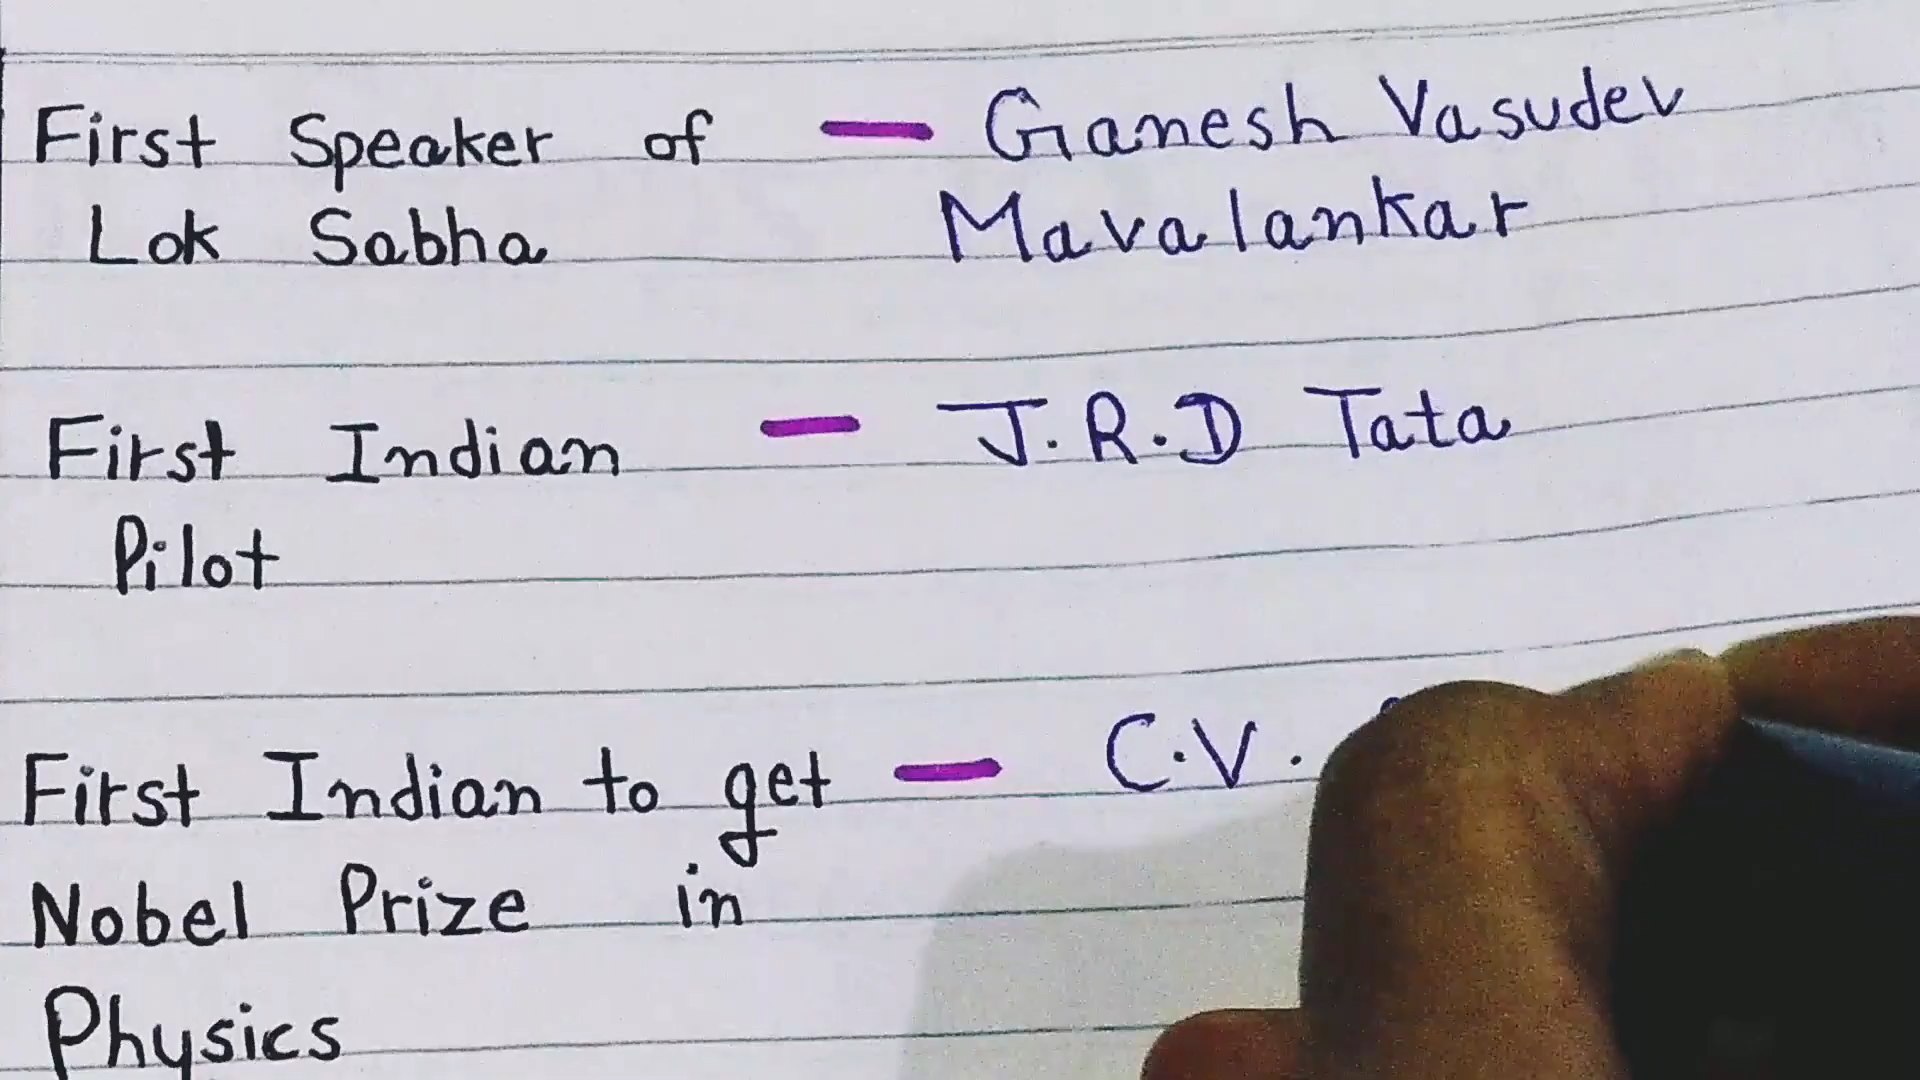 First Speaker of — Ganesh Vasudev
Lok Sabha Mavalankar
First Indian — J.R.D Tata
Pilot
First Indian to get — C.V.
Nobel Prize in
Physics